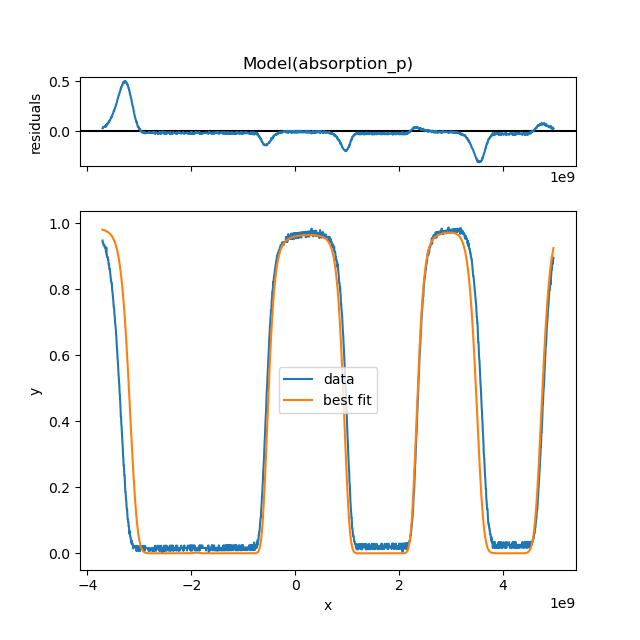 Model(absorption_p)
0.5
0.0
residuals
1e9
1.0
0.8
0.6
0.4
0.2
0.0
y
data
best fit
−4
−2
0
2
4
1e9
x